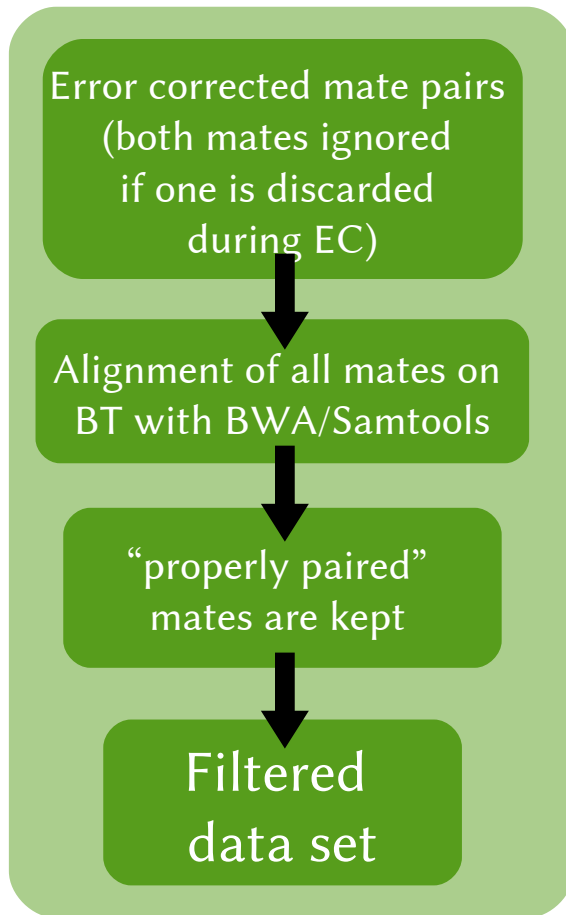 Error corrected mate pairs
(both mates ignored
if one is discarded
during EC)
Alignment of all mates on
BT with BWA/Samtools
“properly paired”
mates are kept
Filtered
data set